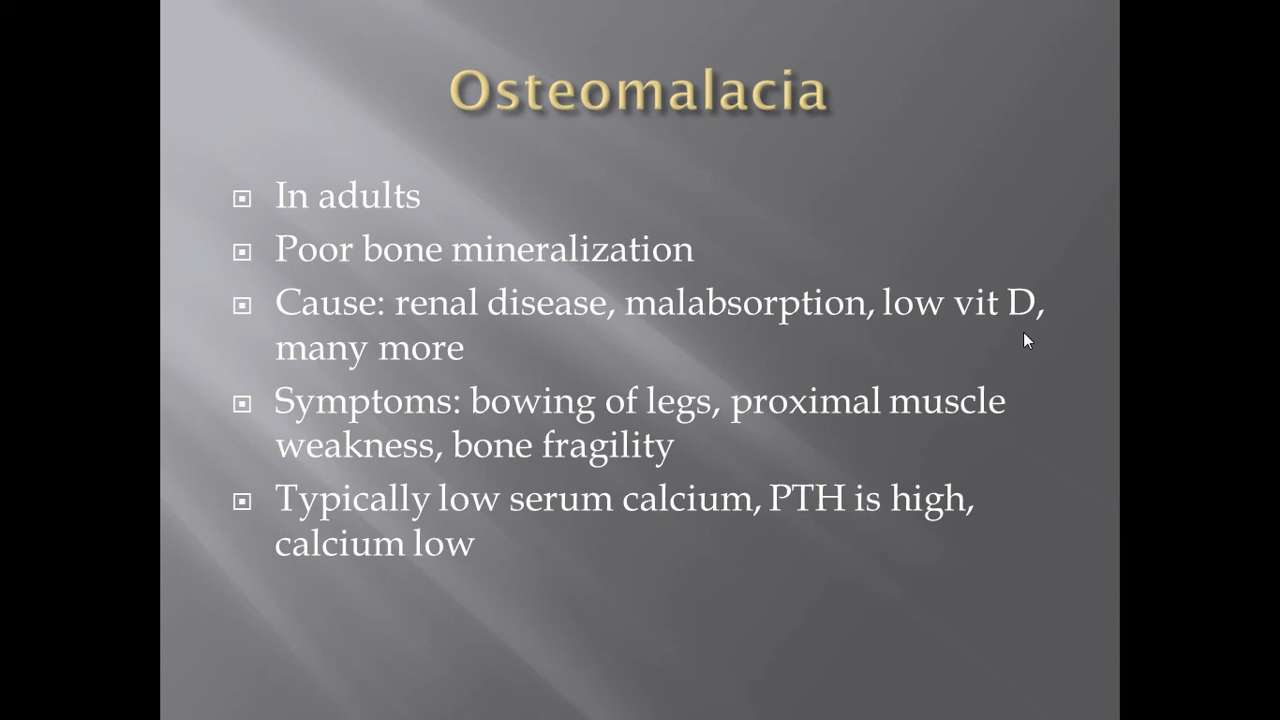 Osteomalacia
In adults
Poor bone mineralization
Cause: renal disease, malabsorption, low vit D,
many more
Symptoms: bowing of legs, proximal muscle
weakness, bone fragility
Typically low serum calcium, PTH is high,
calcium low